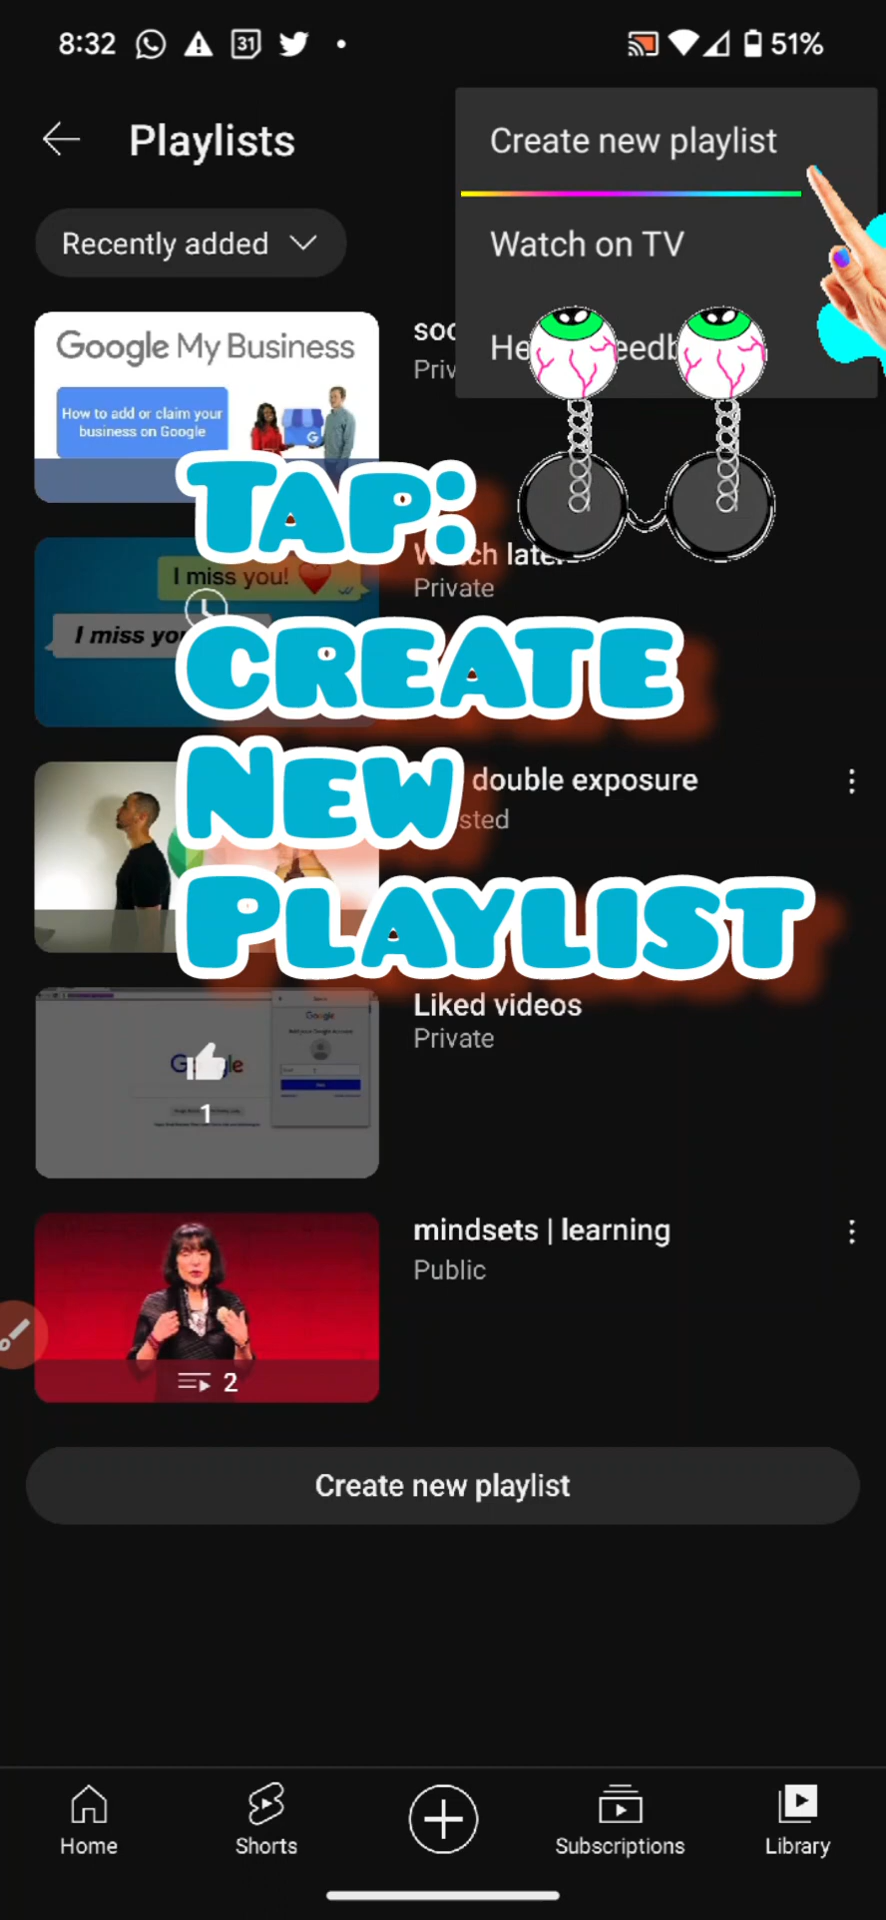 8:32
31
51%
Playlists
Create new playlist
Recently added
Watch on TV
Google My Business
How to add or claim your
business on Google
Tap:
I miss you!
Private
I miss
create
New
double exposure
Playlist
Liked videos
Private
Google
1
mindsets | learning
Public
2
Create new playlist
Home
Shorts
Subscriptions
Library